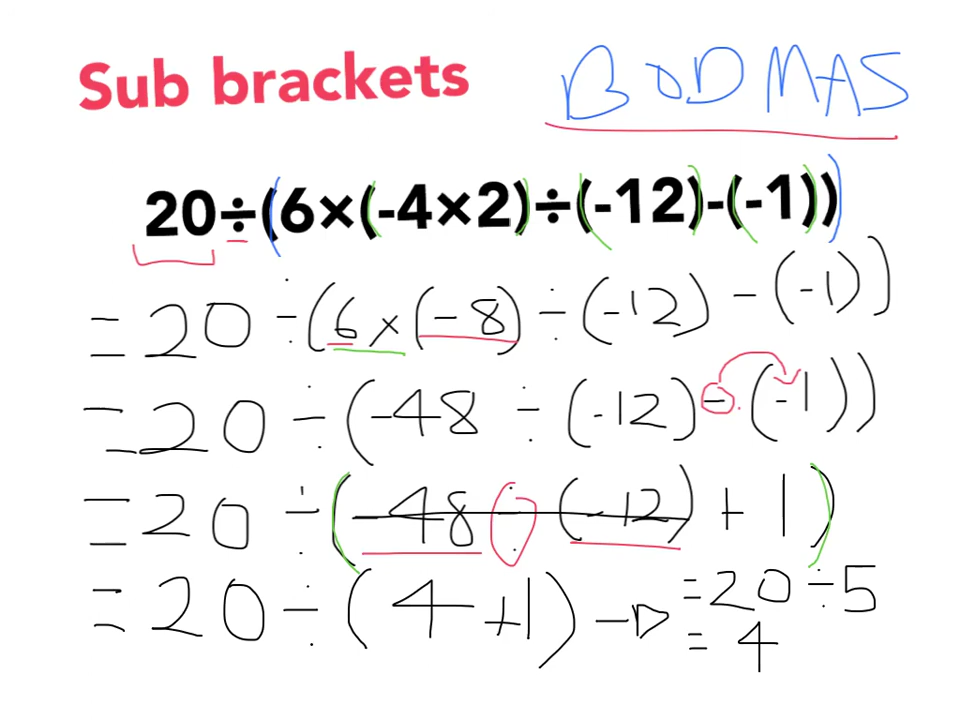 Sub brackets BODMAS
20÷(6×(-4×2)÷(-12)-(-1))
= 20 ÷ (6 × (-8) ÷ (-12) - (-1))
= 20 ÷ (-48 ÷ (-12) - (-1))
= 20 ÷ (-48 ÷ (-12) + 1)
= 20 ÷ (4 + 1) → = 20 ÷ 5
= 4